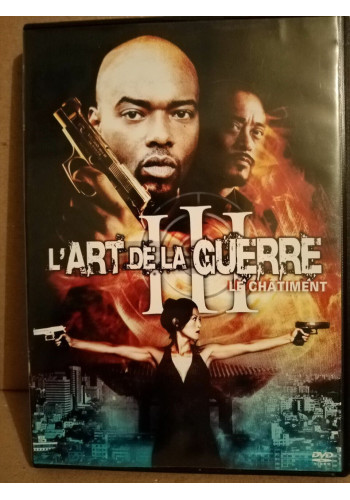 III
L'ART DE LA GUERRE
LE CHÂTIMENT
DVD